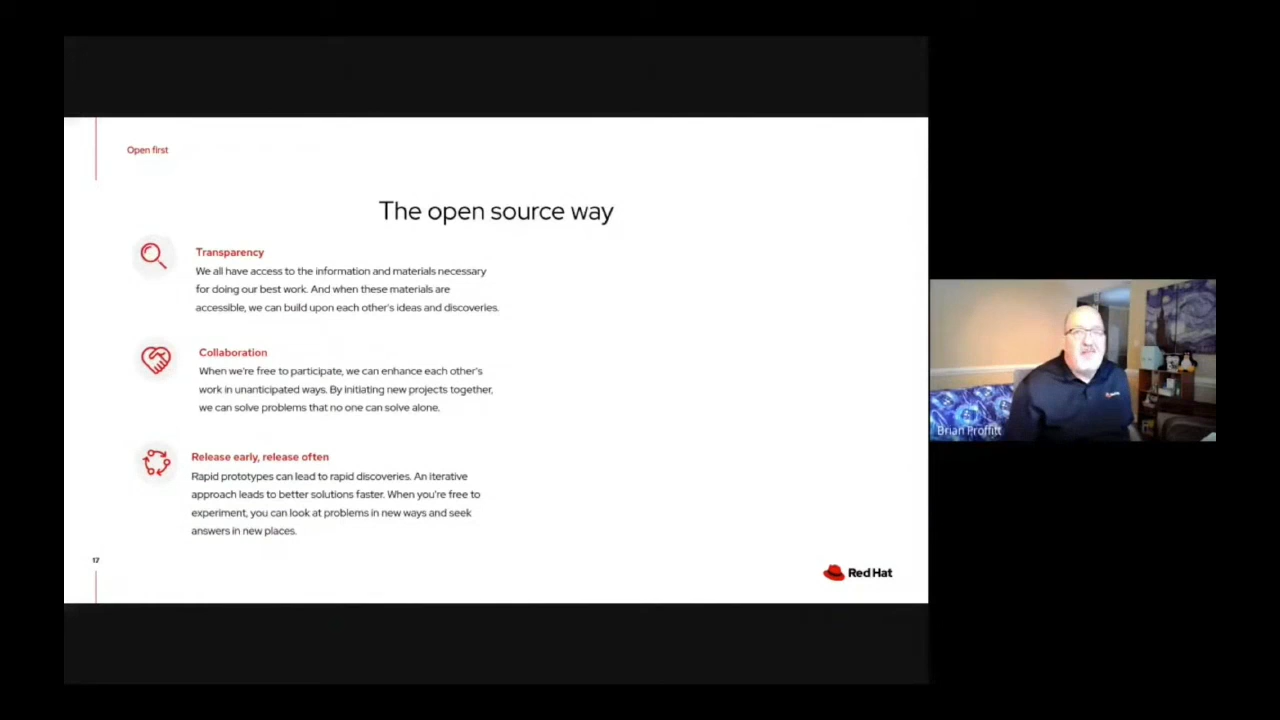 Open first
The open source way
Transparency
We all have access to the information and materials necessary
for doing our best work. And when these materials are
accessible, we can build upon each other's ideas and discoveries.
Collaboration
When we're free to participate, we can enhance each other's
work in unanticipated ways. By initiating new projects together,
we can solve problems that no one can solve alone.
Release early, release often
Rapid prototypes can lead to rapid discoveries. An iterative
approach leads to better solutions faster. When you're free to
experiment, you can look at problems in new ways and seek
answers in new places.
17
Red Hat
Brian Proffitt